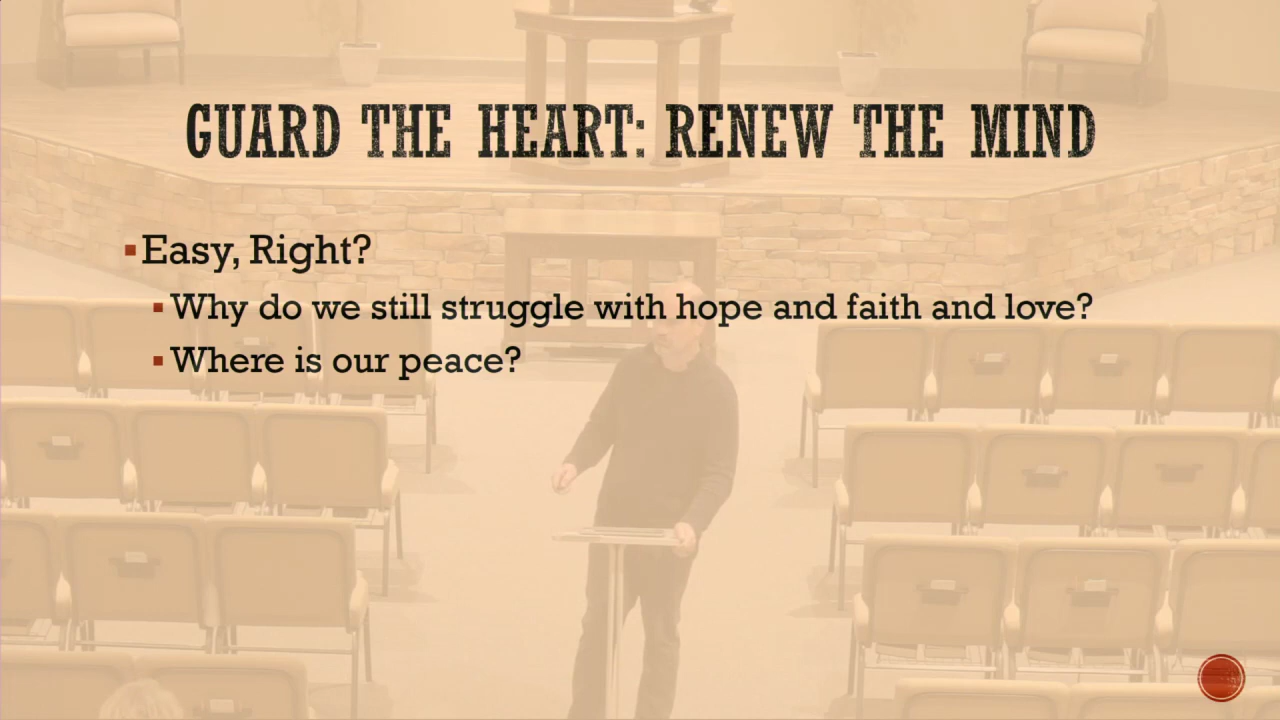 GUARD THE HEART: RENEW THE MIND
Easy, Right?
Why do we still struggle with hope and faith and love?
Where is our peace?